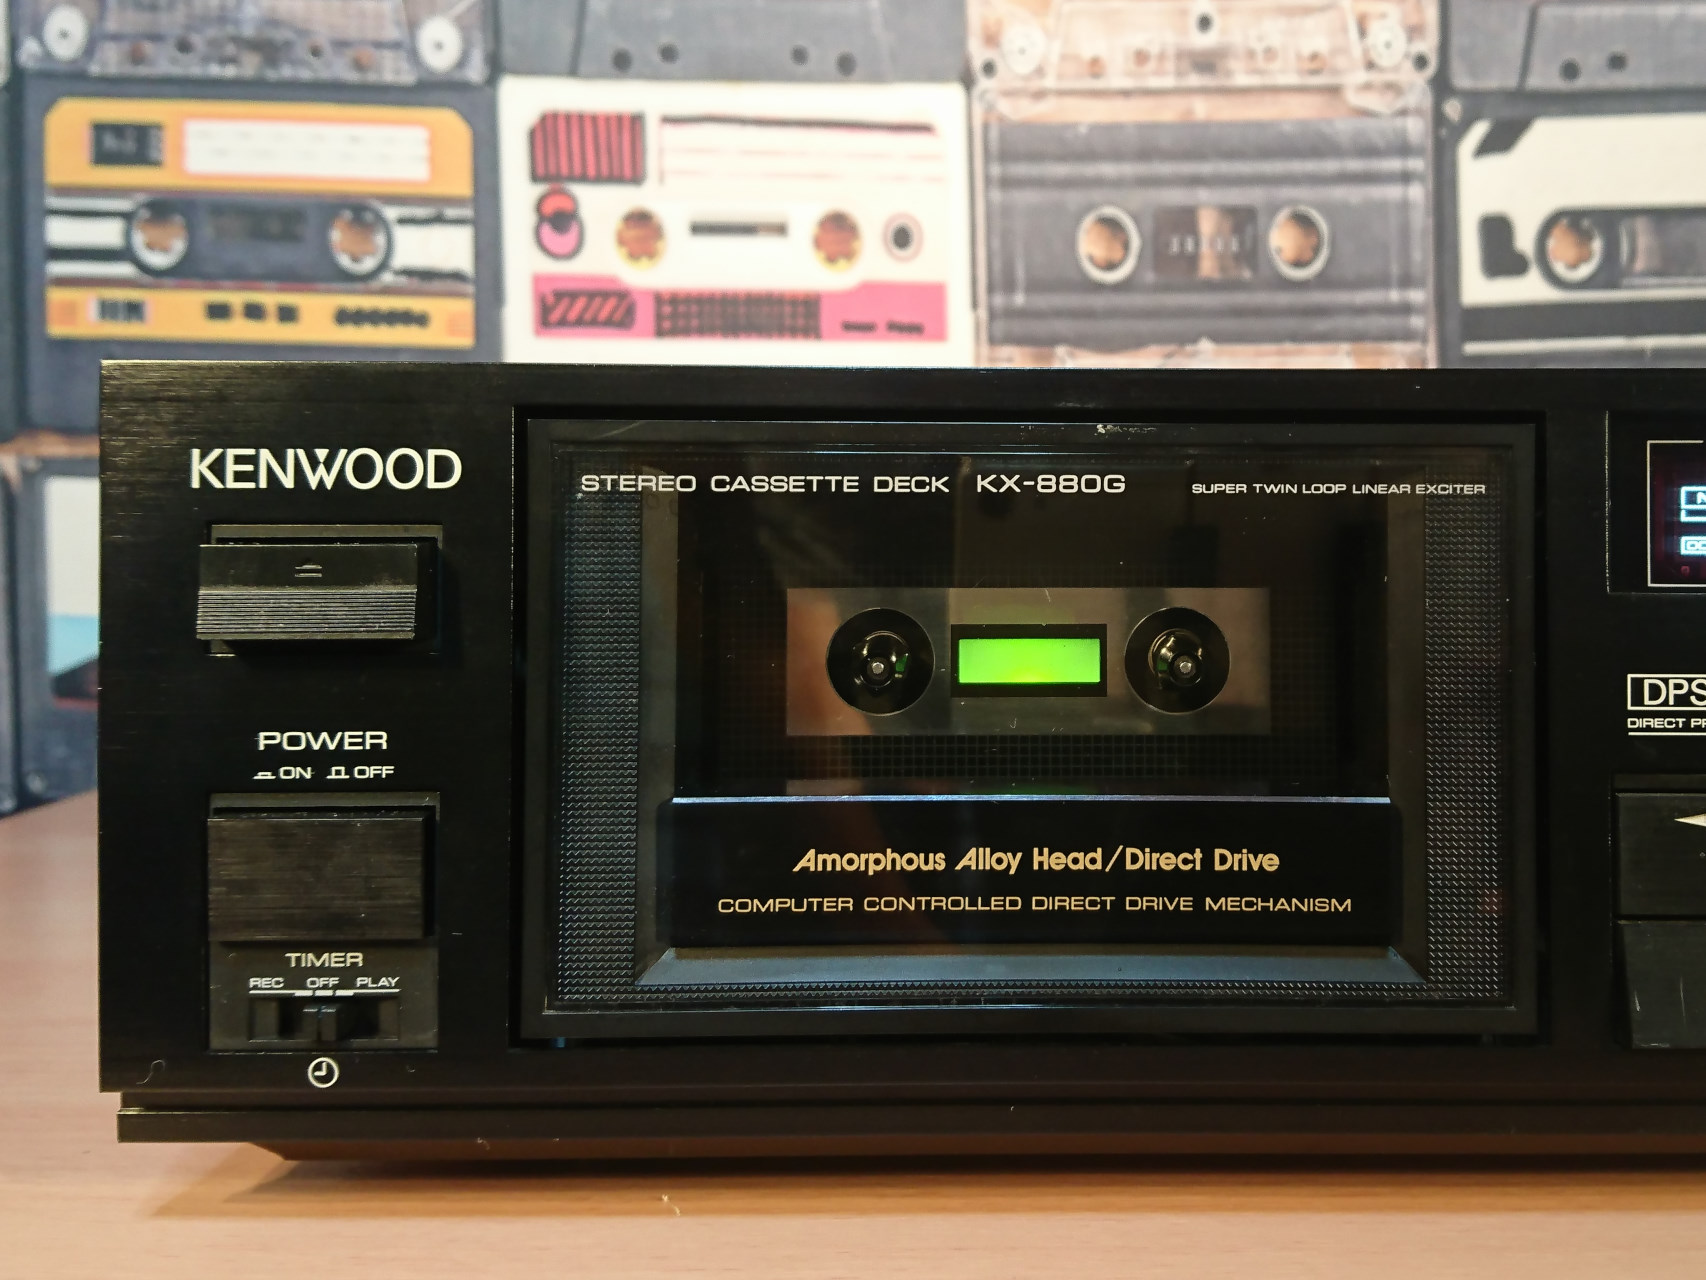 KENWOOD
STEREO CASSETTE DECK KX-880G SUPER TWIN LOOP LINEAR EXCITER
POWER
ON OFF
DPS
DIRECT
Amorphous Alloy Head/Direct Drive
COMPUTER CONTROLLED DIRECT DRIVE MECHANISM
TIMER
REC OFF PLAY